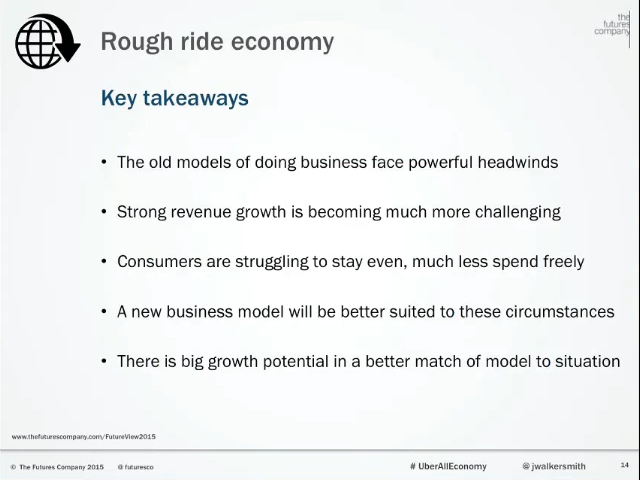 Rough ride economy
the
futures
company
Key takeaways
• The old models of doing business face powerful headwinds
• Strong revenue growth is becoming much more challenging
• Consumers are struggling to stay even, much less spend freely
• A new business model will be better suited to these circumstances
• There is big growth potential in a better match of model to situation
www.thefuturescompany.com/FutureView2015
© The Futures Company 2015 @ futuresco # UberAllEconomy @ jwalkersmith 14